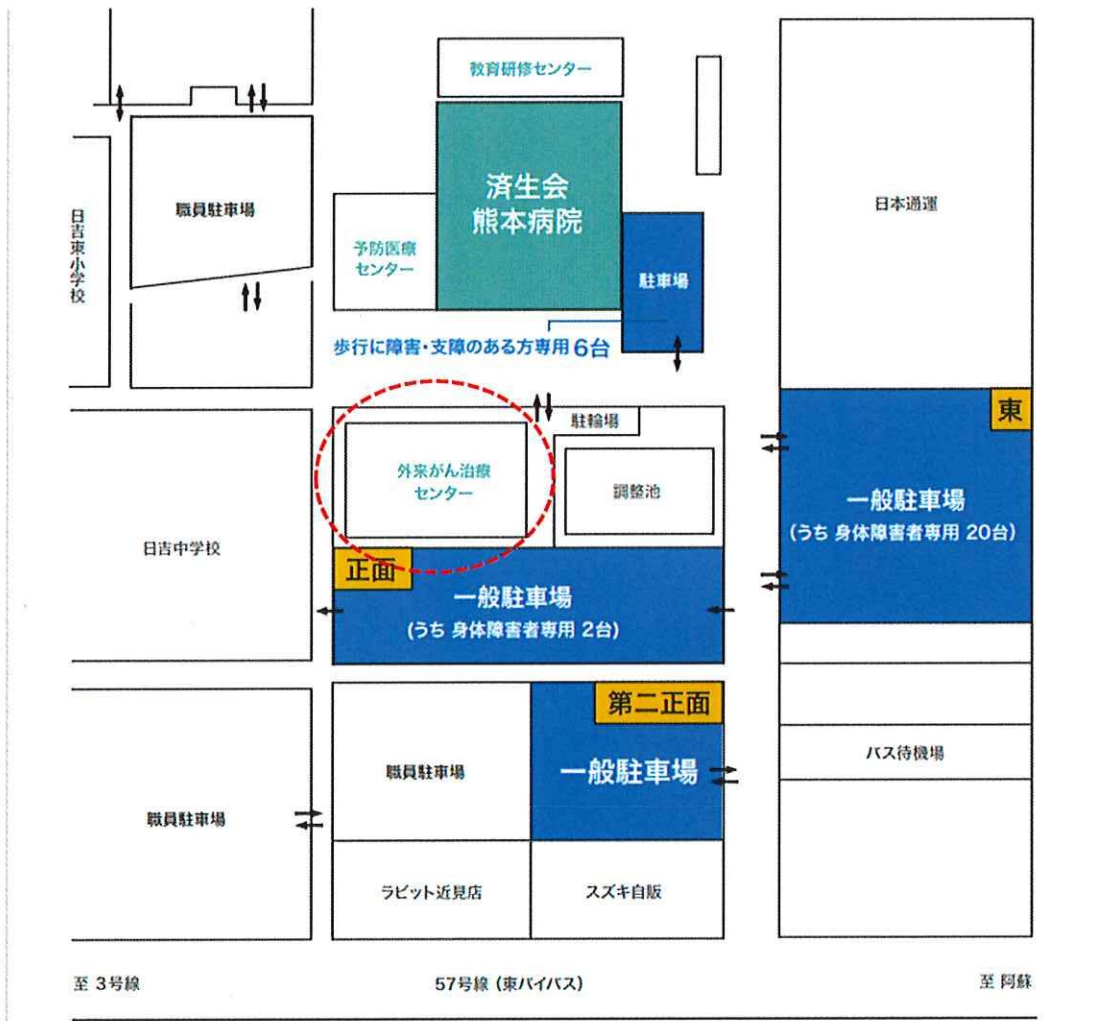 教育研修センター
済生会
熊本病院
日本通運
職員駐車場
日吉東小学校
予防医療
センター
駐車場
歩行に障害・支障のある方専用 6台
東
駐輪場
外来がん治療
センター
調整池
一般駐車場
(うち 身体障害者専用 20台)
日吉中学校
正面
一般駐車場
(うち 身体障害者専用 2台)
第二正面
職員駐車場
一般駐車場
バス待機場
職員駐車場
ラビット近見店
スズキ自販
至 3号線
57号線 (東バイパス)
至 阿蘇